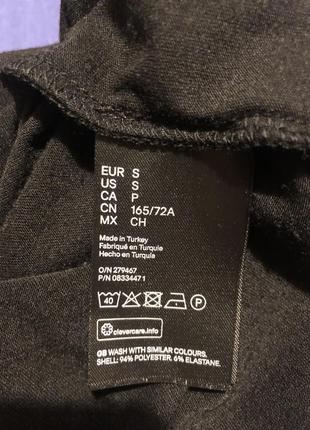 EUR S
US S
CA P
CN 165/72A
MX CH
Made in Turkey
Fabriqué en Turquie
Hecho en Turquía
O/N 279467
P/N 08334471
40 P
clevercare.info
GB WASH WITH SIMILAR COLOURS.
SHELL: 94% POLYESTER, 6% ELASTANE.